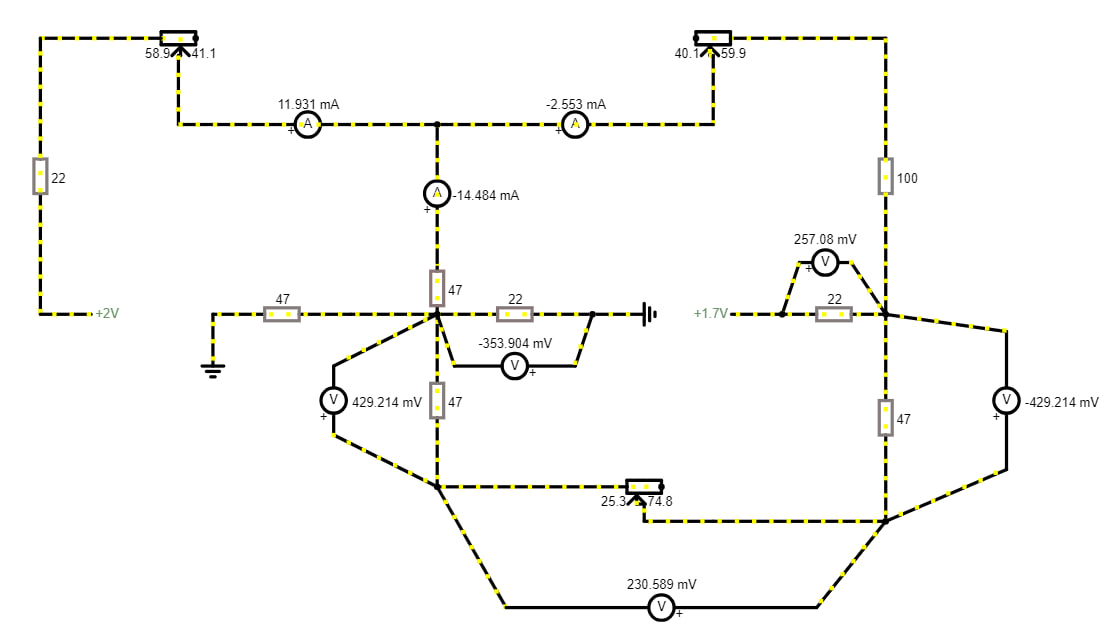 58.9 41.1
40.1 59.9
11.931 mA
A
+
-2.553 mA
A
+
22
100
A
-14.484 mA
+
257.08 mV
V
+
47
47
22
+2V
+1.7V
22
-353.904 mV
V
+
V
429.214 mV
+
47
47
V
-429.214 mV
+
25.3 74.8
230.589 mV
V
+